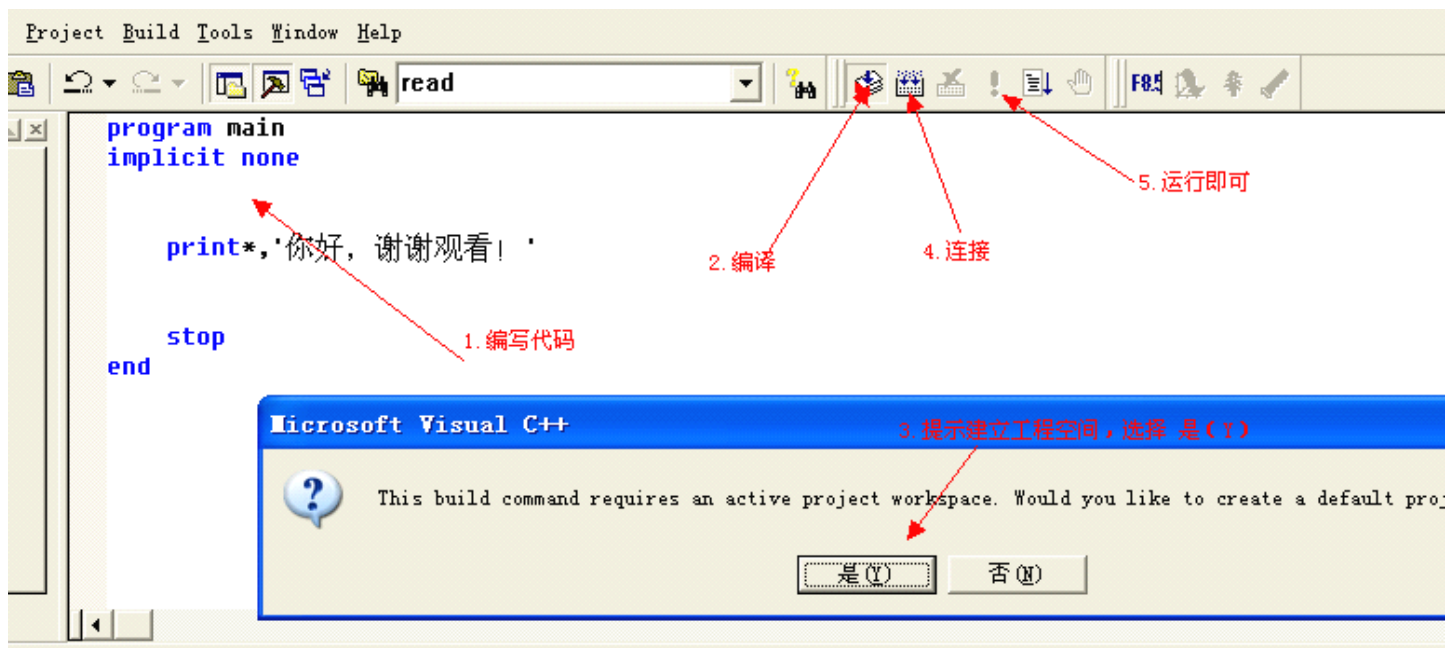 Project Build Tools Window Help
read
F8.
program main
implicit none
5.运行即可
print*,'你好，谢谢观看！'
2.编译
4.连接
stop
1.编写代码
end
Microsoft Visual C++
3.提示建立工程空间，选择 是(Y)
This build command requires an active project workspace. Would you like to create a default proj
是(Y)
否(N)